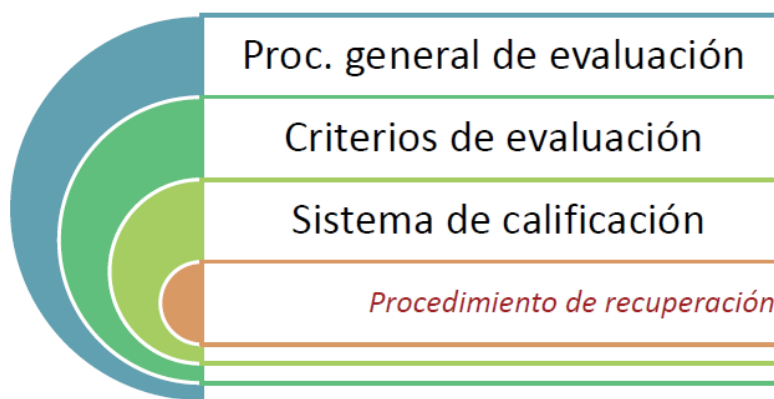 Proc. general de evaluación
Criterios de evaluación
Sistema de calificación
Procedimiento de recuperación